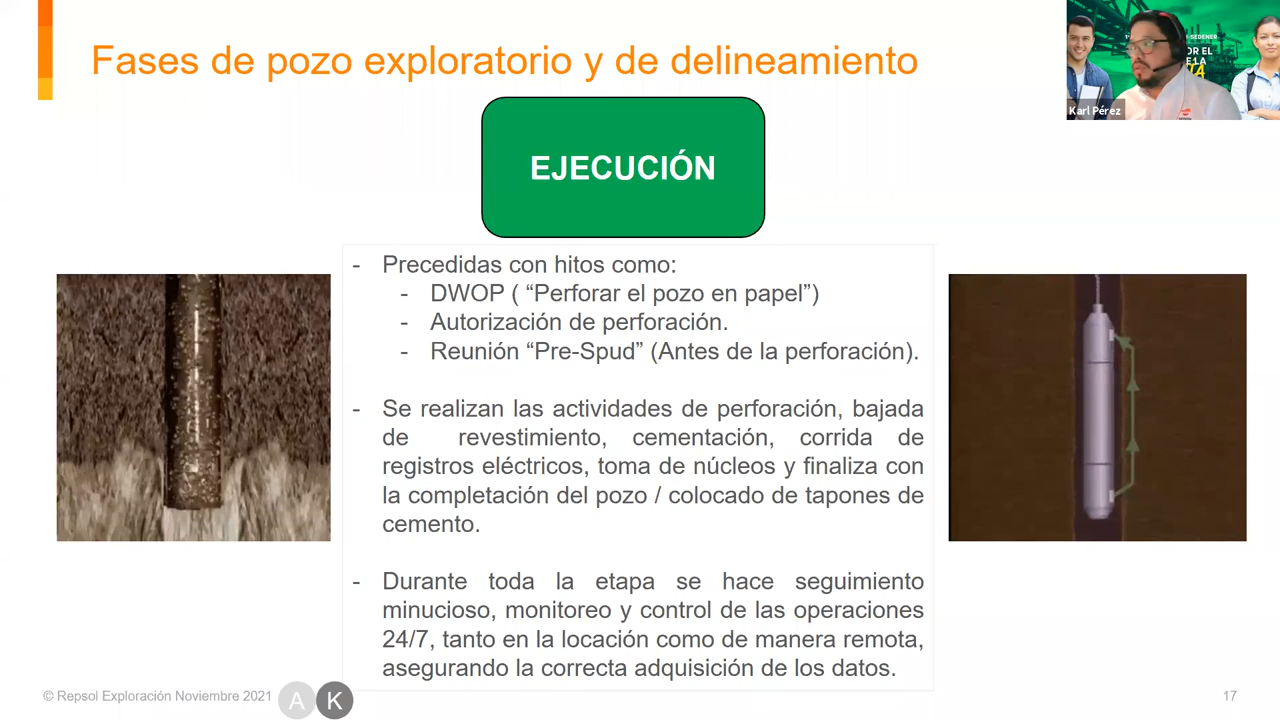 Fases de pozo exploratorio y de delineamiento
EJECUCIÓN
- Precedidas con hitos como:
- DWOP ( “Perforar el pozo en papel”)
- Autorización de perforación.
- Reunión “Pre-Spud” (Antes de la perforación).
- Se realizan las actividades de perforación, bajada
de revestimiento, cementación, corrida de
registros eléctricos, toma de núcleos y finaliza con
la completación del pozo / colocado de tapones de
cemento.
- Durante toda la etapa se hace seguimiento
minucioso, monitoreo y control de las operaciones
24/7, tanto en la locación como de manera remota,
asegurando la correcta adquisición de los datos.
© Repsol Exploración Noviembre 2021
A K
17
Karl Pérez